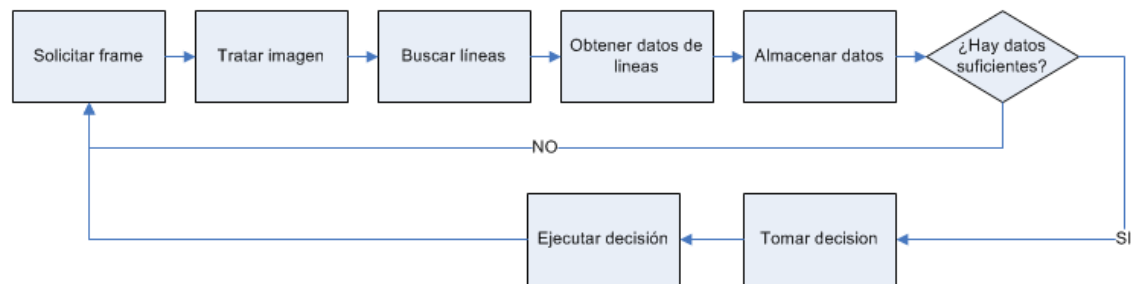 Solicitar frame
Tratar imagen
Buscar líneas
Obtener datos de
lineas
Almacenar datos
¿Hay datos
suficientes?
NO
SI
Tomar decision
Ejecutar decisión